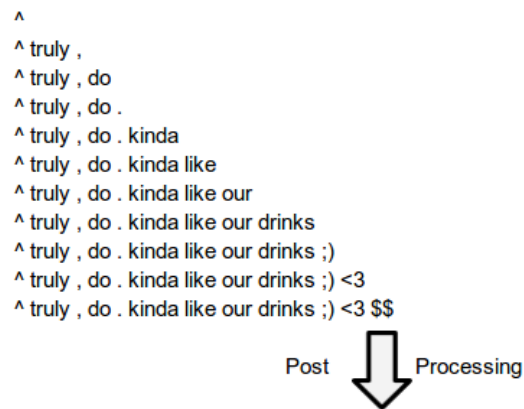 ^
^ truly ,
^ truly , do
^ truly , do .
^ truly , do . kinda
^ truly , do . kinda like
^ truly , do . kinda like our
^ truly , do . kinda like our drinks
^ truly , do . kinda like our drinks ;)
^ truly , do . kinda like our drinks ;) <3
^ truly , do . kinda like our drinks ;) <3 $$
Post Processing